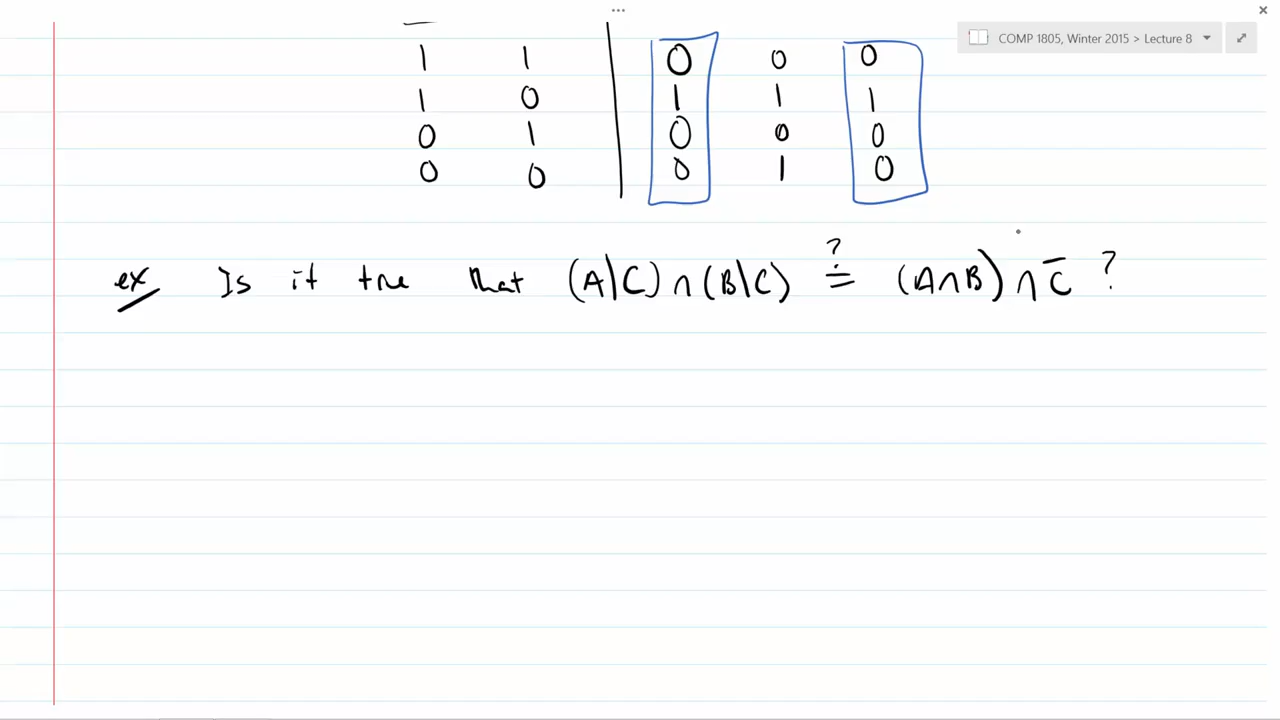 COMP 1805, Winter 2015 > Lecture 8
1 1 0 0 0
1 0 1 1 1
0 1 0 0 0
0 0 0 1 0
ex Is it true that (A\C)∩(B\C) ≟ (A∩B)∩C̅ ?